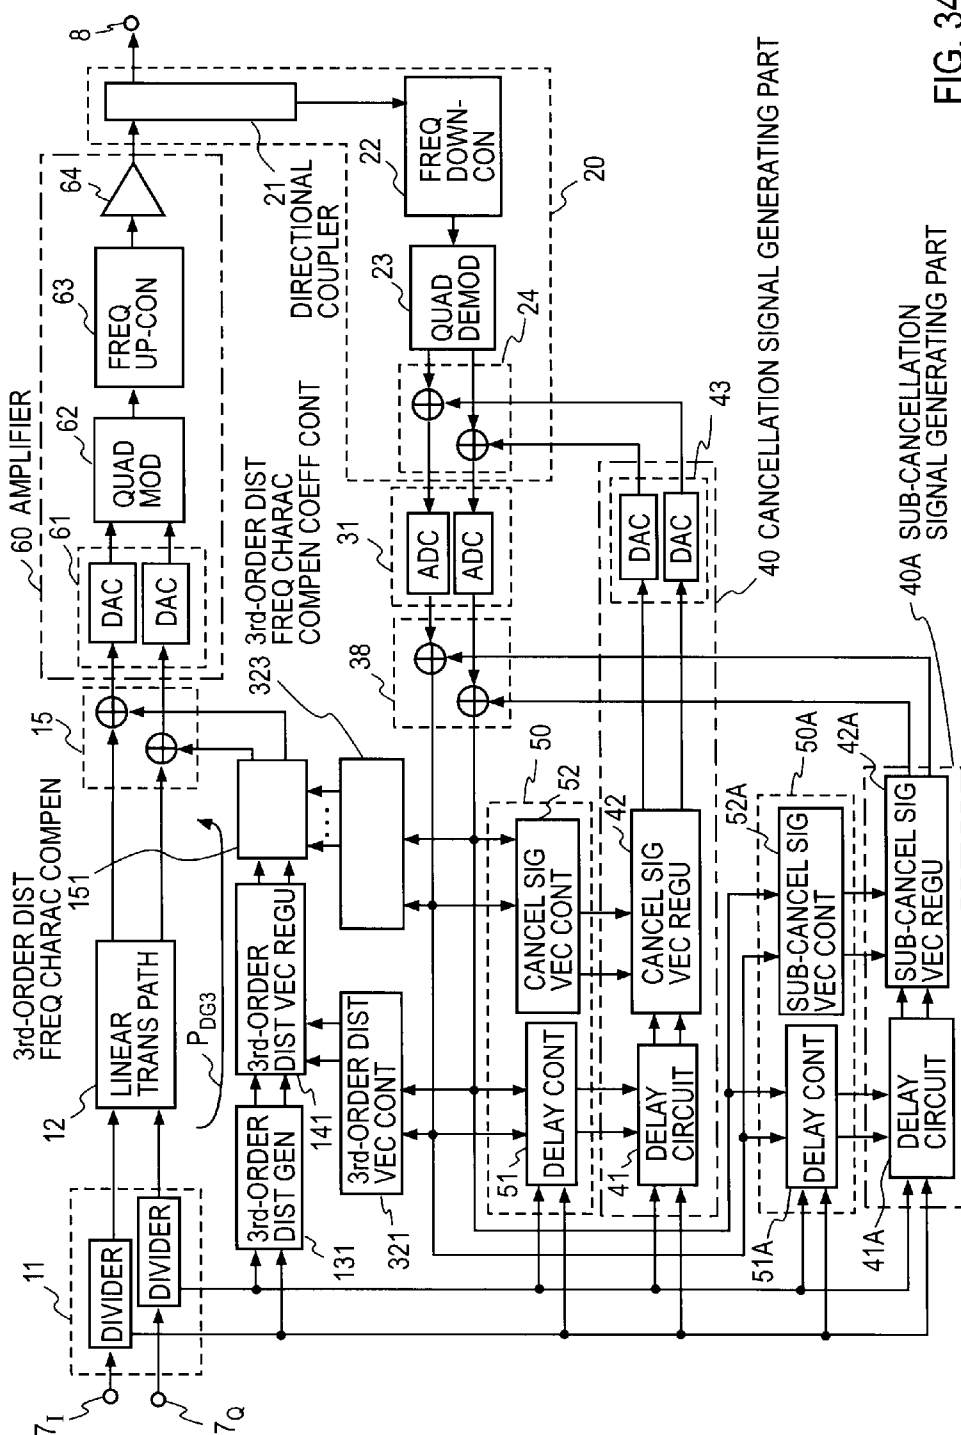 FIG. 34
7I
7Q
11
DIVIDER
DIVIDER
12
LINEAR
TRANS PATH
3rd-ORDER DIST
FREQ CHARAC COMPEN
151
15
60 AMPLIFIER
61
DAC
DAC
62
QUAD
MOD
63
FREQ
UP-CON
64
8
PDG3
131
3rd-ORDER
DIST GEN
141
3rd-ORDER
DIST VEC REGU
321
3rd-ORDER DIST
VEC CONT
323
3rd-ORDER DIST
FREQ CHARAC
COMPEN COEFF CONT
21
DIRECTIONAL
COUPLER
22
FREQ
DOWN-
CON
20
23
QUAD
DEMOD
24
31
ADC
ADC
38
50
51
DELAY CONT
52
CANCEL SIG
VEC CONT
41
DELAY
CIRCUIT
42
CANCEL SIG
VEC REGU
43
DAC
DAC
40 CANCELLATION SIGNAL GENERATING PART
50A
51A
DELAY CONT
52A
SUB-CANCEL SIG
VEC CONT
41A
DELAY
CIRCUIT
42A
SUB-CANCEL SIG
VEC REGU
40A SUB-CANCELLATION
SIGNAL GENERATING PART